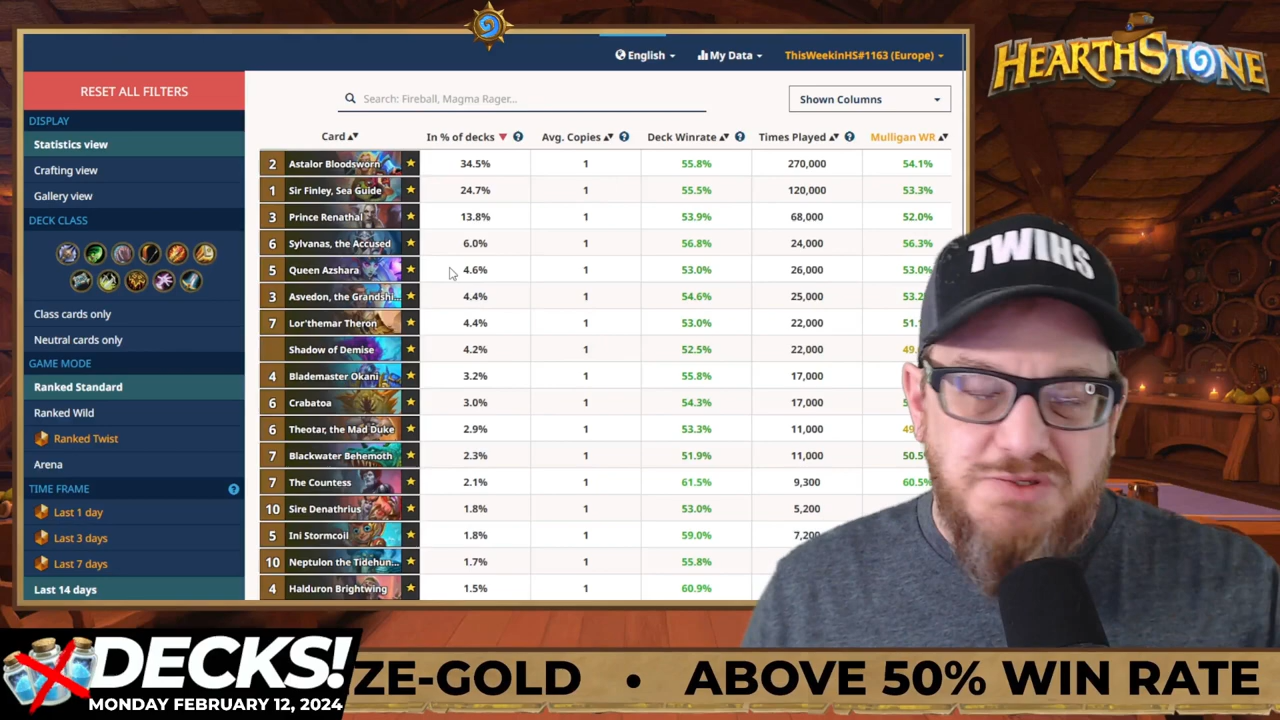 HEARTHSTONE
English
My Data
ThisWeekinHS#1163 (Europe)
RESET ALL FILTERS
Search: Fireball, Magma Rager...
Shown Columns
DISPLAY
Statistics view
Crafting view
Gallery view
DECK CLASS
Class cards only
Neutral cards only
GAME MODE
Ranked Standard
Ranked Wild
Ranked Twist
Arena
TIME FRAME ?
Last 1 day
Last 3 days
Last 7 days
Last 14 days
Card In % of decks ? Avg. Copies ? Deck Winrate ? Times Played ? Mulligan WR
2 Astalor Bloodsworn 34.5% 1 55.8% 270,000 54.1%
1 Sir Finley, Sea Guide 24.7% 1 55.5% 120,000 53.3%
3 Prince Renathal 13.8% 1 53.9% 68,000 52.0%
6 Sylvanas, the Accused 6.0% 1 56.8% 24,000 56.3%
5 Queen Azshara 4.6% 1 53.0% 26,000 53.0%
3 Asvedon, the Grandshi... 4.4% 1 54.6% 25,000 53.2
7 Lor'themar Theron 4.4% 1 53.0% 22,000 51.
Shadow of Demise 4.2% 1 52.5% 22,000 49.
4 Blademaster Okani 3.2% 1 55.8% 17,000
6 Crabatoa 3.0% 1 54.3% 17,000
6 Theotar, the Mad Duke 2.9% 1 53.3% 11,000 49
7 Blackwater Behemoth 2.3% 1 51.9% 11,000 50.5
7 The Countess 2.1% 1 61.5% 9,300 60.5%
10 Sire Denathrius 1.8% 1 53.0% 5,200
5 Ini Stormcoil 1.8% 1 59.0% 7,200
10 Neptulon the Tidehun... 1.7% 1 55.8%
4 Halduron Brightwing 1.5% 1 60.9%
TWIHS
DECKS!
MONDAY FEBRUARY 12, 2024
ZE-GOLD • ABOVE 50% WIN RATE